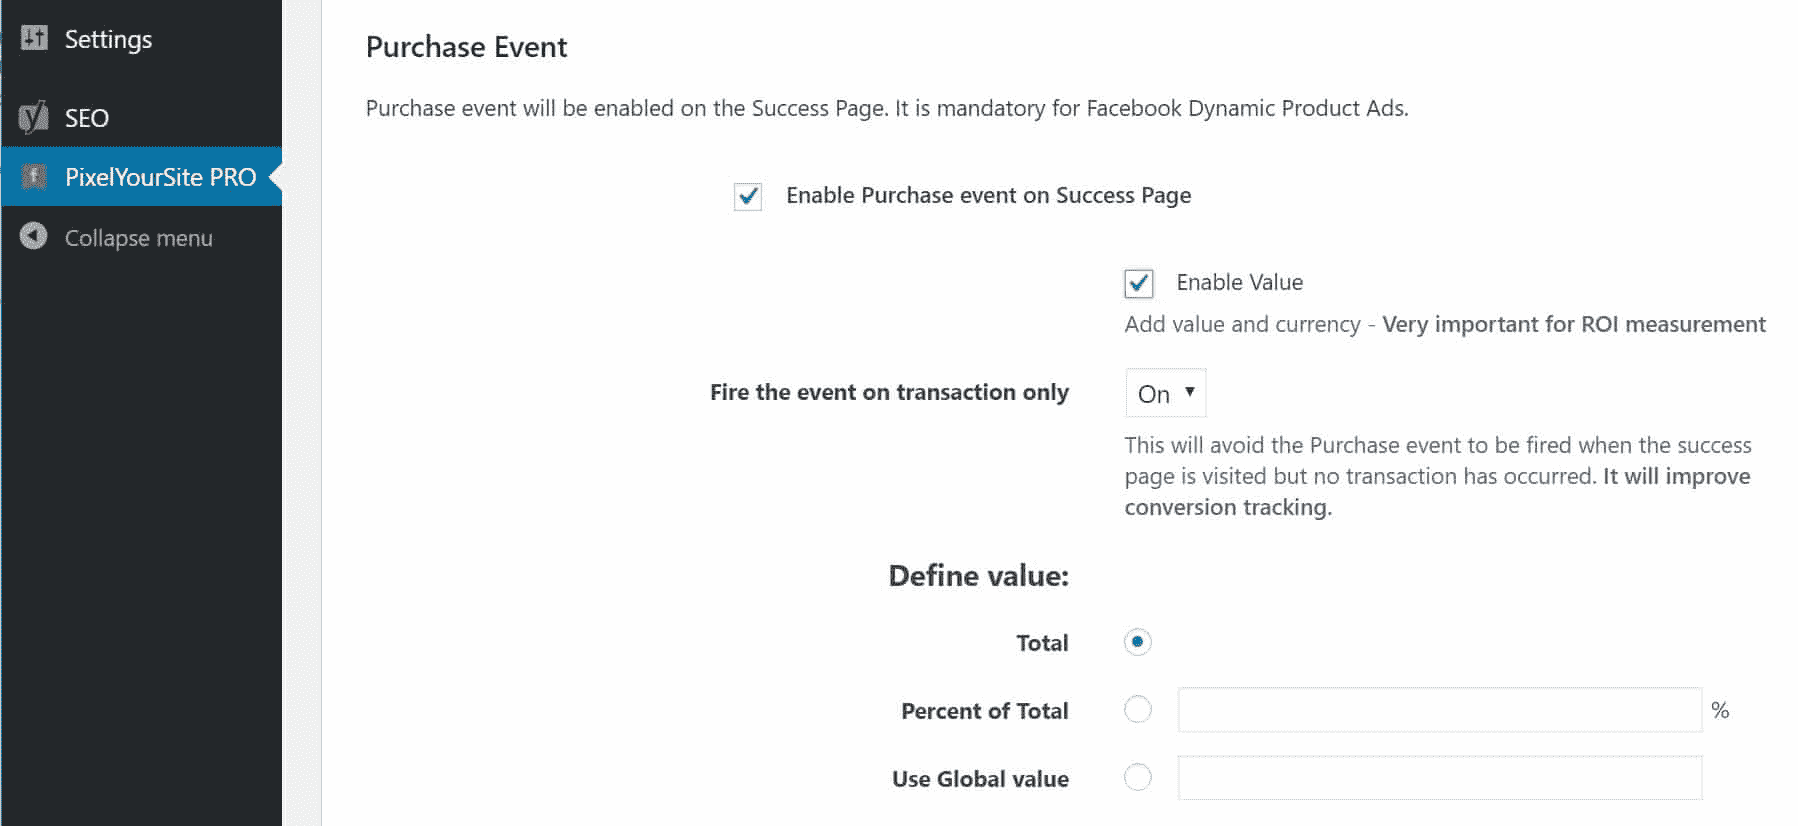 Settings
SEO
PixelYourSite PRO
Collapse menu
Purchase Event
Purchase event will be enabled on the Success Page. It is mandatory for Facebook Dynamic Product Ads.
Enable Purchase event on Success Page
Enable Value
Add value and currency - Very important for ROI measurement
Fire the event on transaction only
On
This will avoid the Purchase event to be fired when the success
page is visited but no transaction has occurred. It will improve
conversion tracking.
Define value:
Total
Percent of Total
%
Use Global value